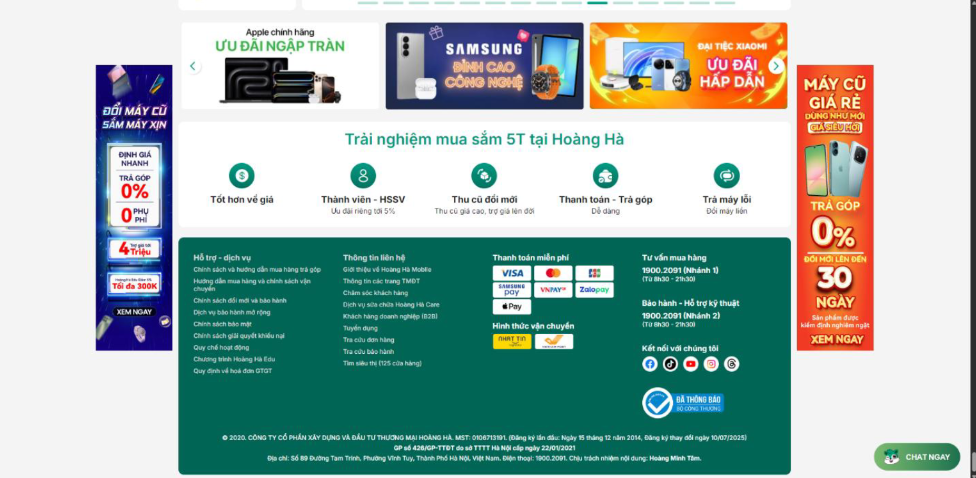 Apple chính hãng
ƯU ĐÃI NGẬP TRÀN
SAMSUNG
ĐỈNH CAO
CÔNG NGHỆ
ĐẠI TIỆC XIAOMI
ƯU ĐÃI
HẤP DẪN
ĐỔI MÁY CŨ
SẮM MÁY XỊN
ĐỊNH GIÁ
NHANH
TRẢ GÓP
0%
0 PHỤ
PHÍ
4 Trợ giá tới
Triệu
Tối đa 300K
XEM NGAY
MÁY CŨ
GIÁ RẺ
DÙNG NHƯ MỚI
GIÁ SIÊU HỜI
TRẢ GÓP
0%
ĐỔI MỚI LÊN ĐẾN
30
NGÀY
Sản phẩm được
kiểm định nghiêm ngặt
XEM NGAY
Trải nghiệm mua sắm 5T tại Hoàng Hà
Tốt hơn về giá
Thành viên - HSSV
Ưu đãi riêng tới 5%
Thu cũ đổi mới
Thu cũ giá cao, trợ giá lên đời
Thanh toán - Trả góp
Dễ dàng
Trả máy lỗi
Đổi máy liền
Hỗ trợ - dịch vụ
Chính sách và hướng dẫn mua hàng trả góp
Hướng dẫn mua hàng và chính sách vận
chuyển
Chính sách đổi mới và bảo hành
Dịch vụ bảo hành mở rộng
Chính sách bảo mật
Chính sách giải quyết khiếu nại
Quy chế hoạt động
Chương trình Hoàng Hà Edu
Quy định về hoá đơn GTGT
Thông tin liên hệ
Giới thiệu về Hoàng Hà Mobile
Thông tin các trang TMĐT
Chăm sóc khách hàng
Dịch vụ sửa chữa Hoàng Hà Care
Khách hàng doanh nghiệp (B2B)
Tuyển dụng
Tra cứu đơn hàng
Tra cứu bảo hành
Tìm siêu thị (125 cửa hàng)
Thanh toán miễn phí
VISA
mastercard
JCB
SAMSUNG
pay
VNPAY
Zalopay
Pay
Hình thức vận chuyển
NHAT TIN
Tư vấn mua hàng
1900.2091 (Nhánh 1)
(Từ 8h30 - 21h30)
Bảo hành - Hỗ trợ kỹ thuật
1900.2091 (Nhánh 2)
(Từ 8h30 - 21h30)
Kết nối với chúng tôi
ĐÃ THÔNG BÁO
BỘ CÔNG THƯƠNG
© 2020. CÔNG TY CỔ PHẦN XÂY DỰNG VÀ ĐẦU TƯ THƯƠNG MẠI HOÀNG HÀ. MST: 0106713191. (Đăng ký lần đầu: Ngày 15 tháng 12 năm 2014, Đăng ký thay đổi ngày 10/07/2025)
GP số 426/GP-TTĐT do sở TTTT Hà Nội cấp ngày 22/01/2021
Địa chỉ: Số 89 Đường Tam Trinh, Phường Vĩnh Tuy, Thành Phố Hà Nội, Việt Nam. Điện thoại: 1900.2091. Chịu trách nhiệm nội dung: Hoàng Minh Tâm.
CHAT NGAY